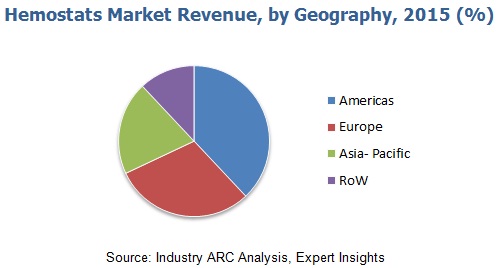 Hemostats Market Revenue, by Geography, 2015 (%)
Americas
Europe
Asia- Pacific
RoW
Source: Industry ARC Analysis, Expert Insights